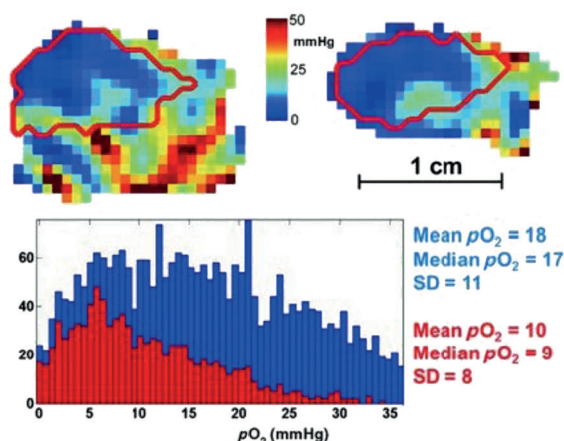 50
mmHg
25
0
1 cm
60
40
20
0
0 5 10 15 20 25 30 35
pO₂ (mmHg)
Mean pO₂ = 18
Median pO₂ = 17
SD = 11
Mean pO₂ = 10
Median pO₂ = 9
SD = 8